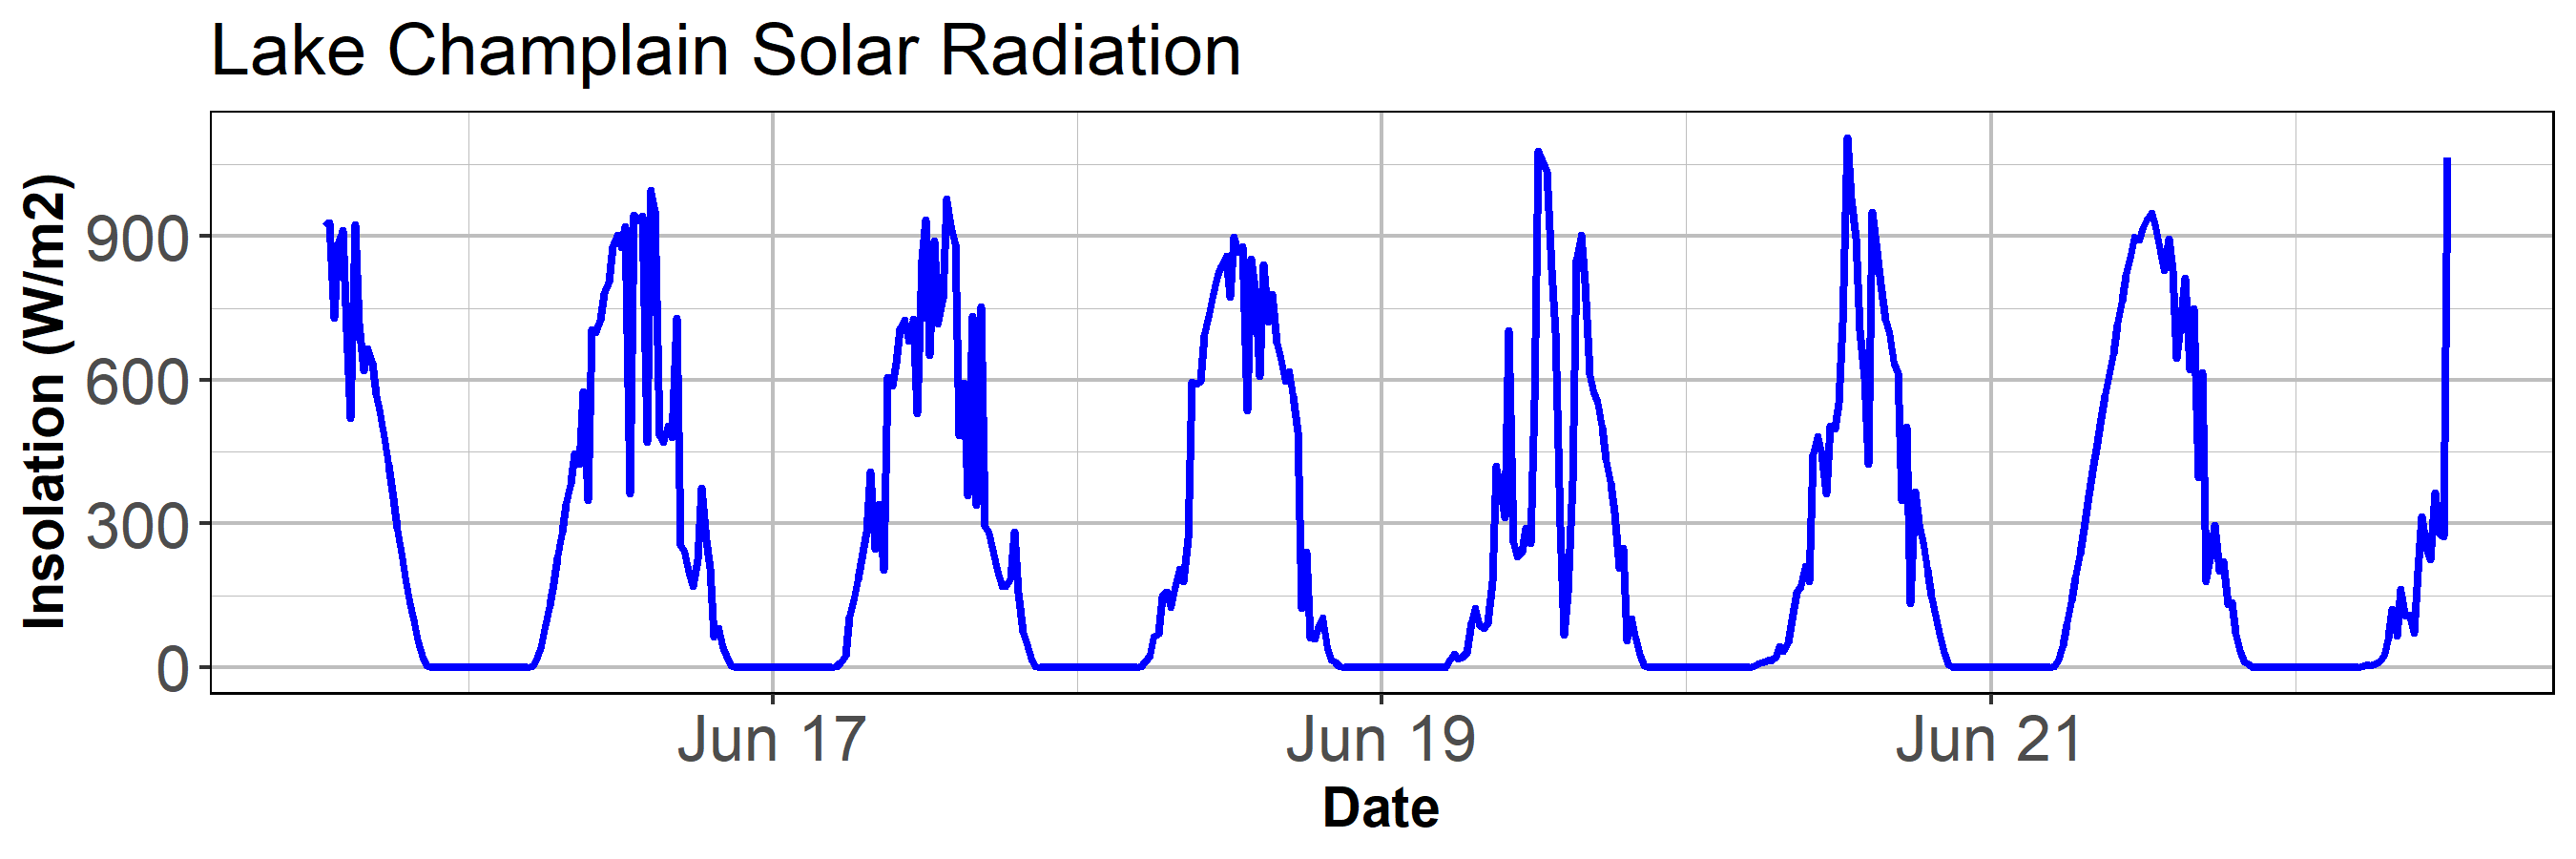 Lake Champlain Solar Radiation
Insolation (W/m2)
900
600
300
0
Jun 17
Jun 19
Jun 21
Date